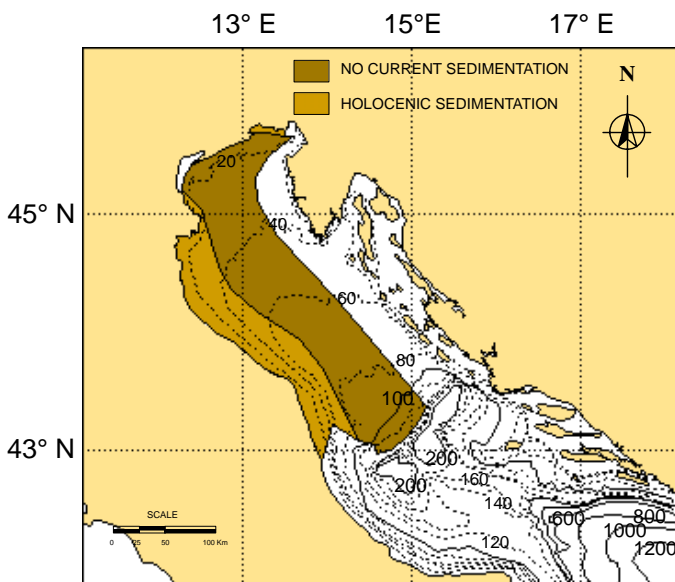 13° E 15° E 17° E
NO CURRENT SEDIMENTATION
N
HOLOCENIC SEDIMENTATION
20
45° N
40
60
80
100
43° N
200
160
200
140
600
800
1000
120
1200
SCALE
0 25 50 100 Km